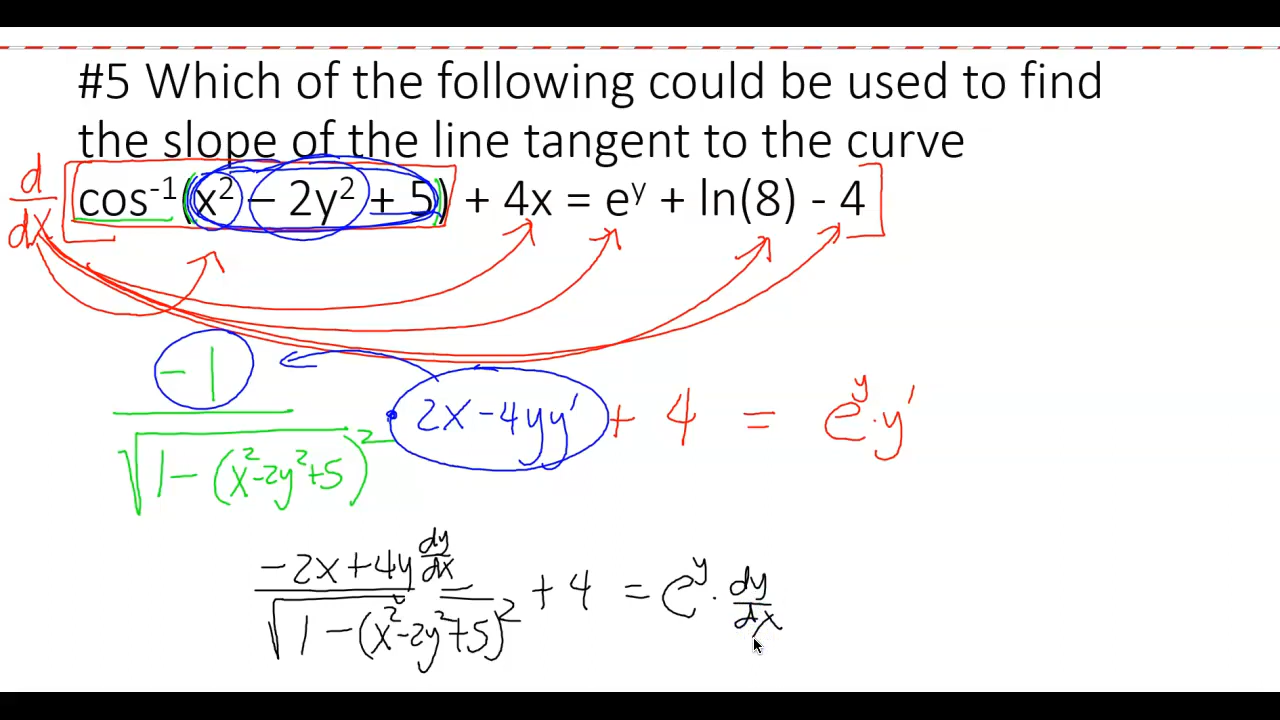 #5 Which of the following could be used to find
the slope of the line tangent to the curve
d/dx cos⁻¹(x² – 2y² + 5) + 4x = eʸ + ln(8) - 4
-1/√(1-(x²-2y²+5)²) · 2x-4yy' + 4 = eʸ·y'
(-2x+4y dy/dx)/√(1-(x²-2y²+5)²) + 4 = eʸ · dy/dx